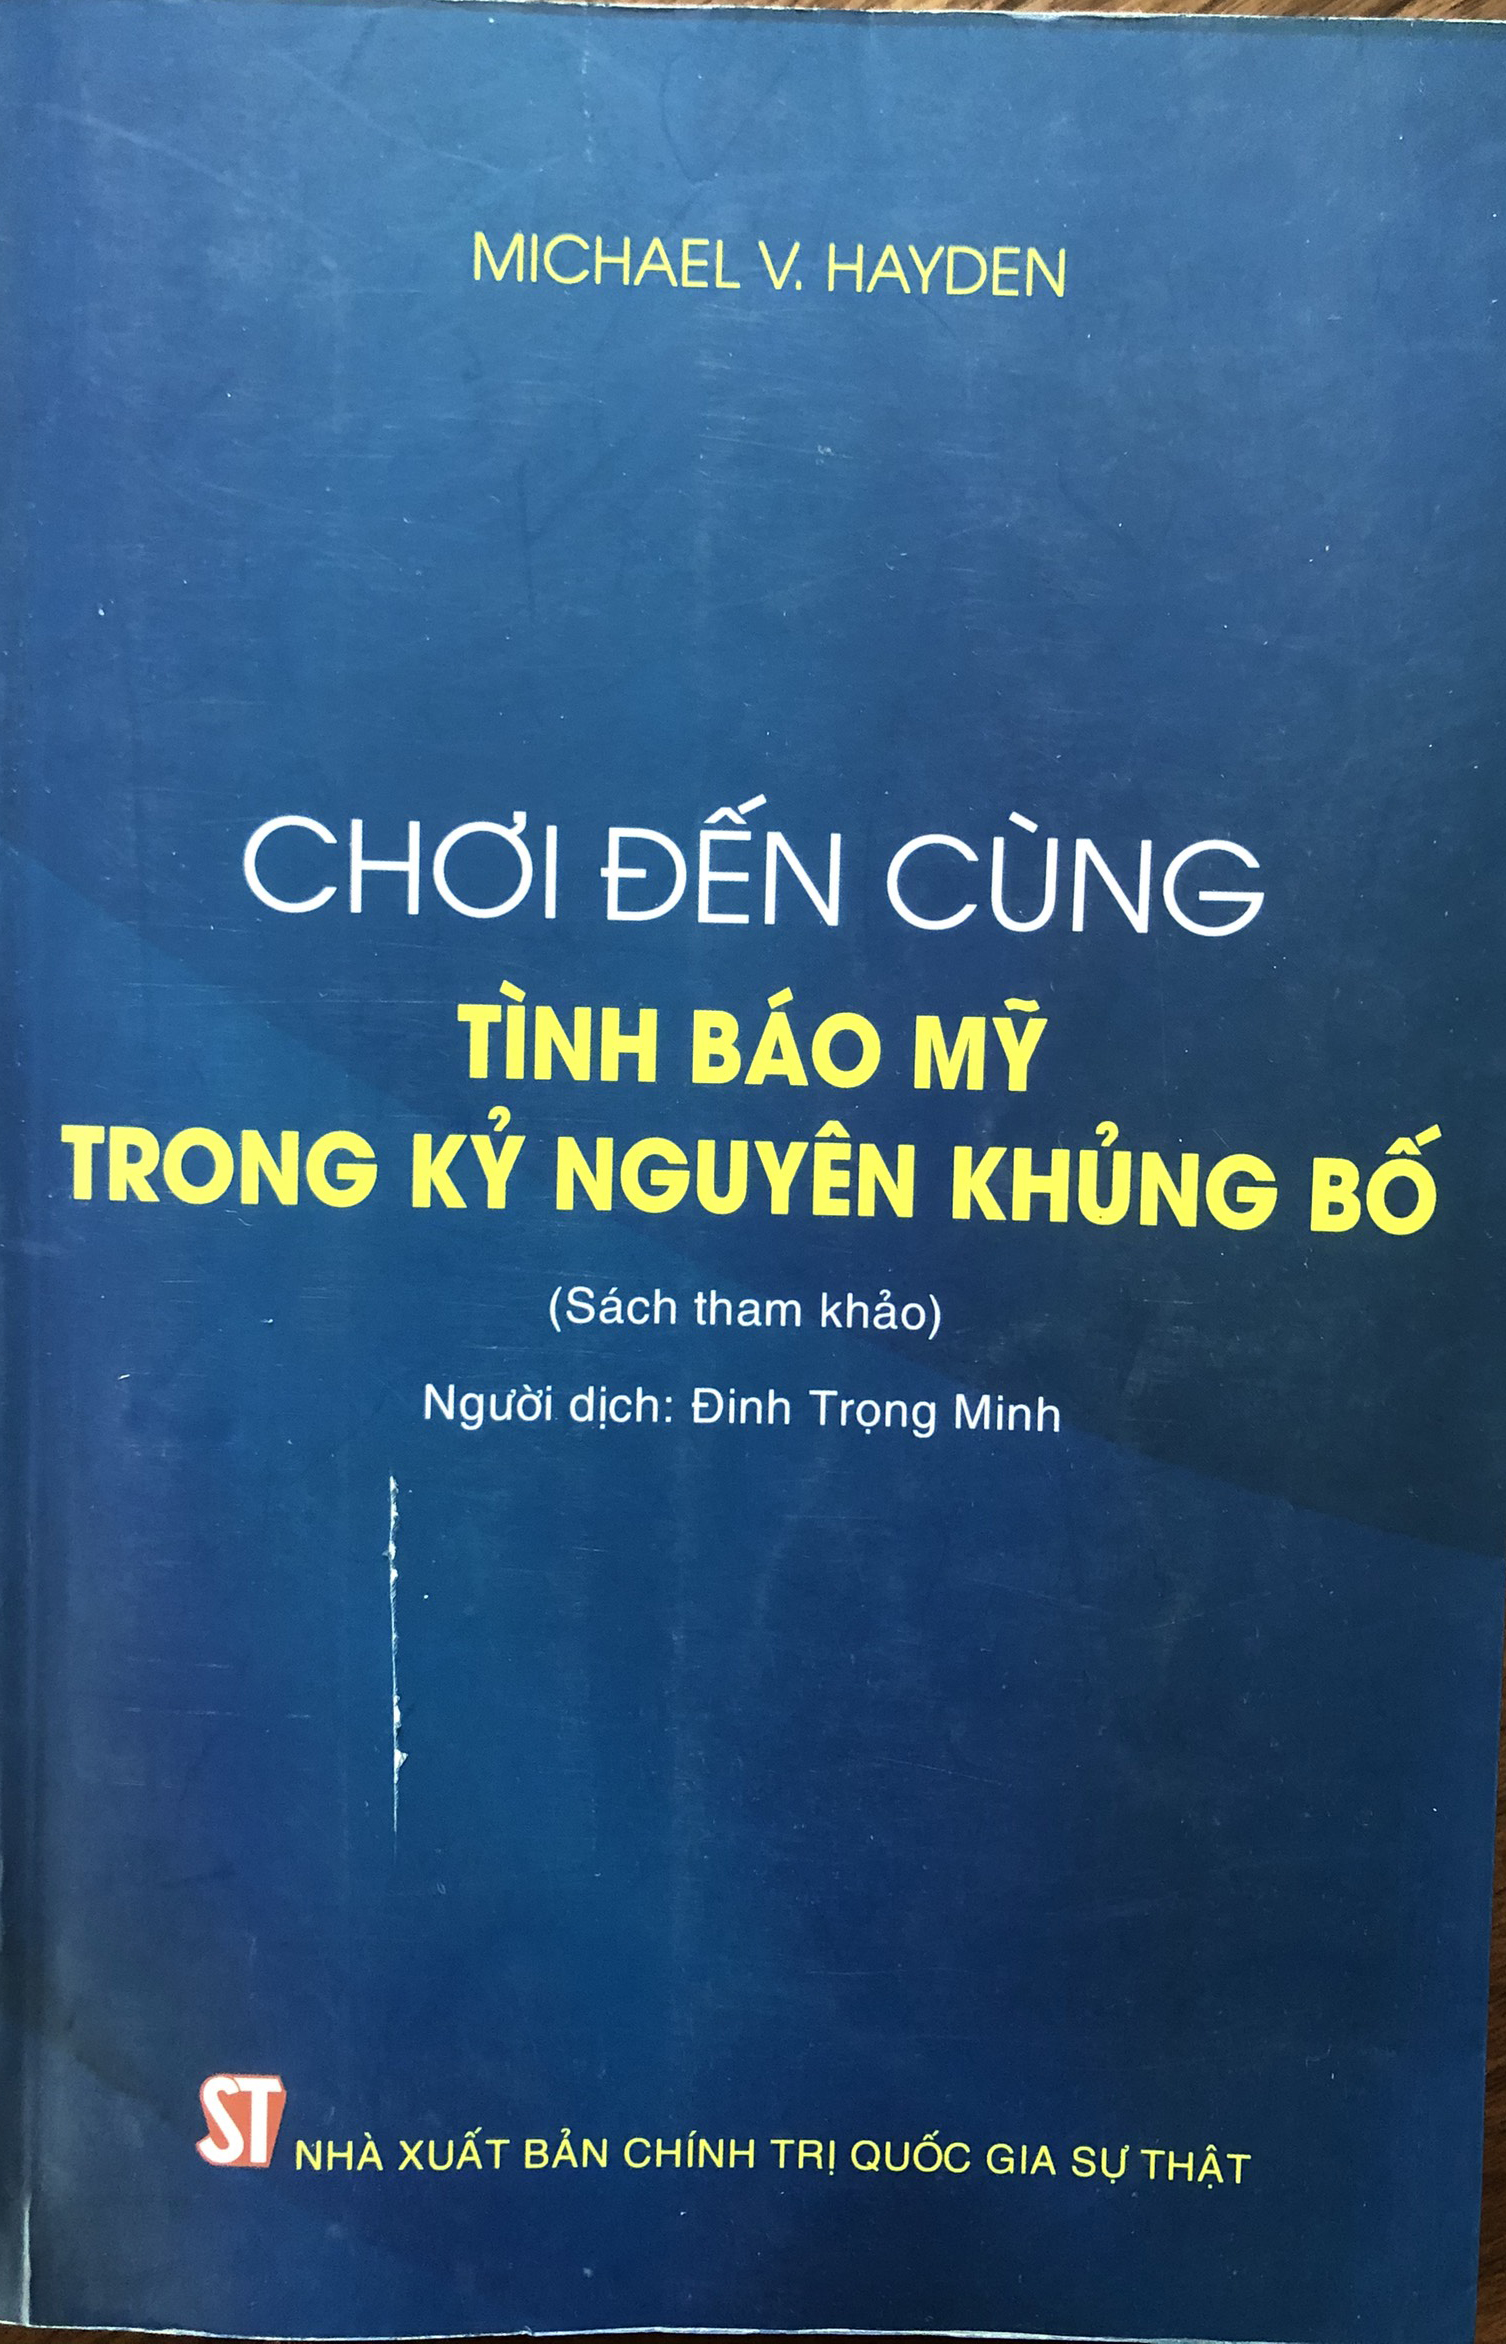 MICHAEL V. HAYDEN
CHƠI ĐẾN CÙNG
TÌNH BÁO MỸ
TRONG KỶ NGUYÊN KHỦNG BỐ
(Sách tham khảo)
Người dịch: Đinh Trọng Minh
ST NHÀ XUẤT BẢN CHÍNH TRỊ QUỐC GIA SỰ THẬT